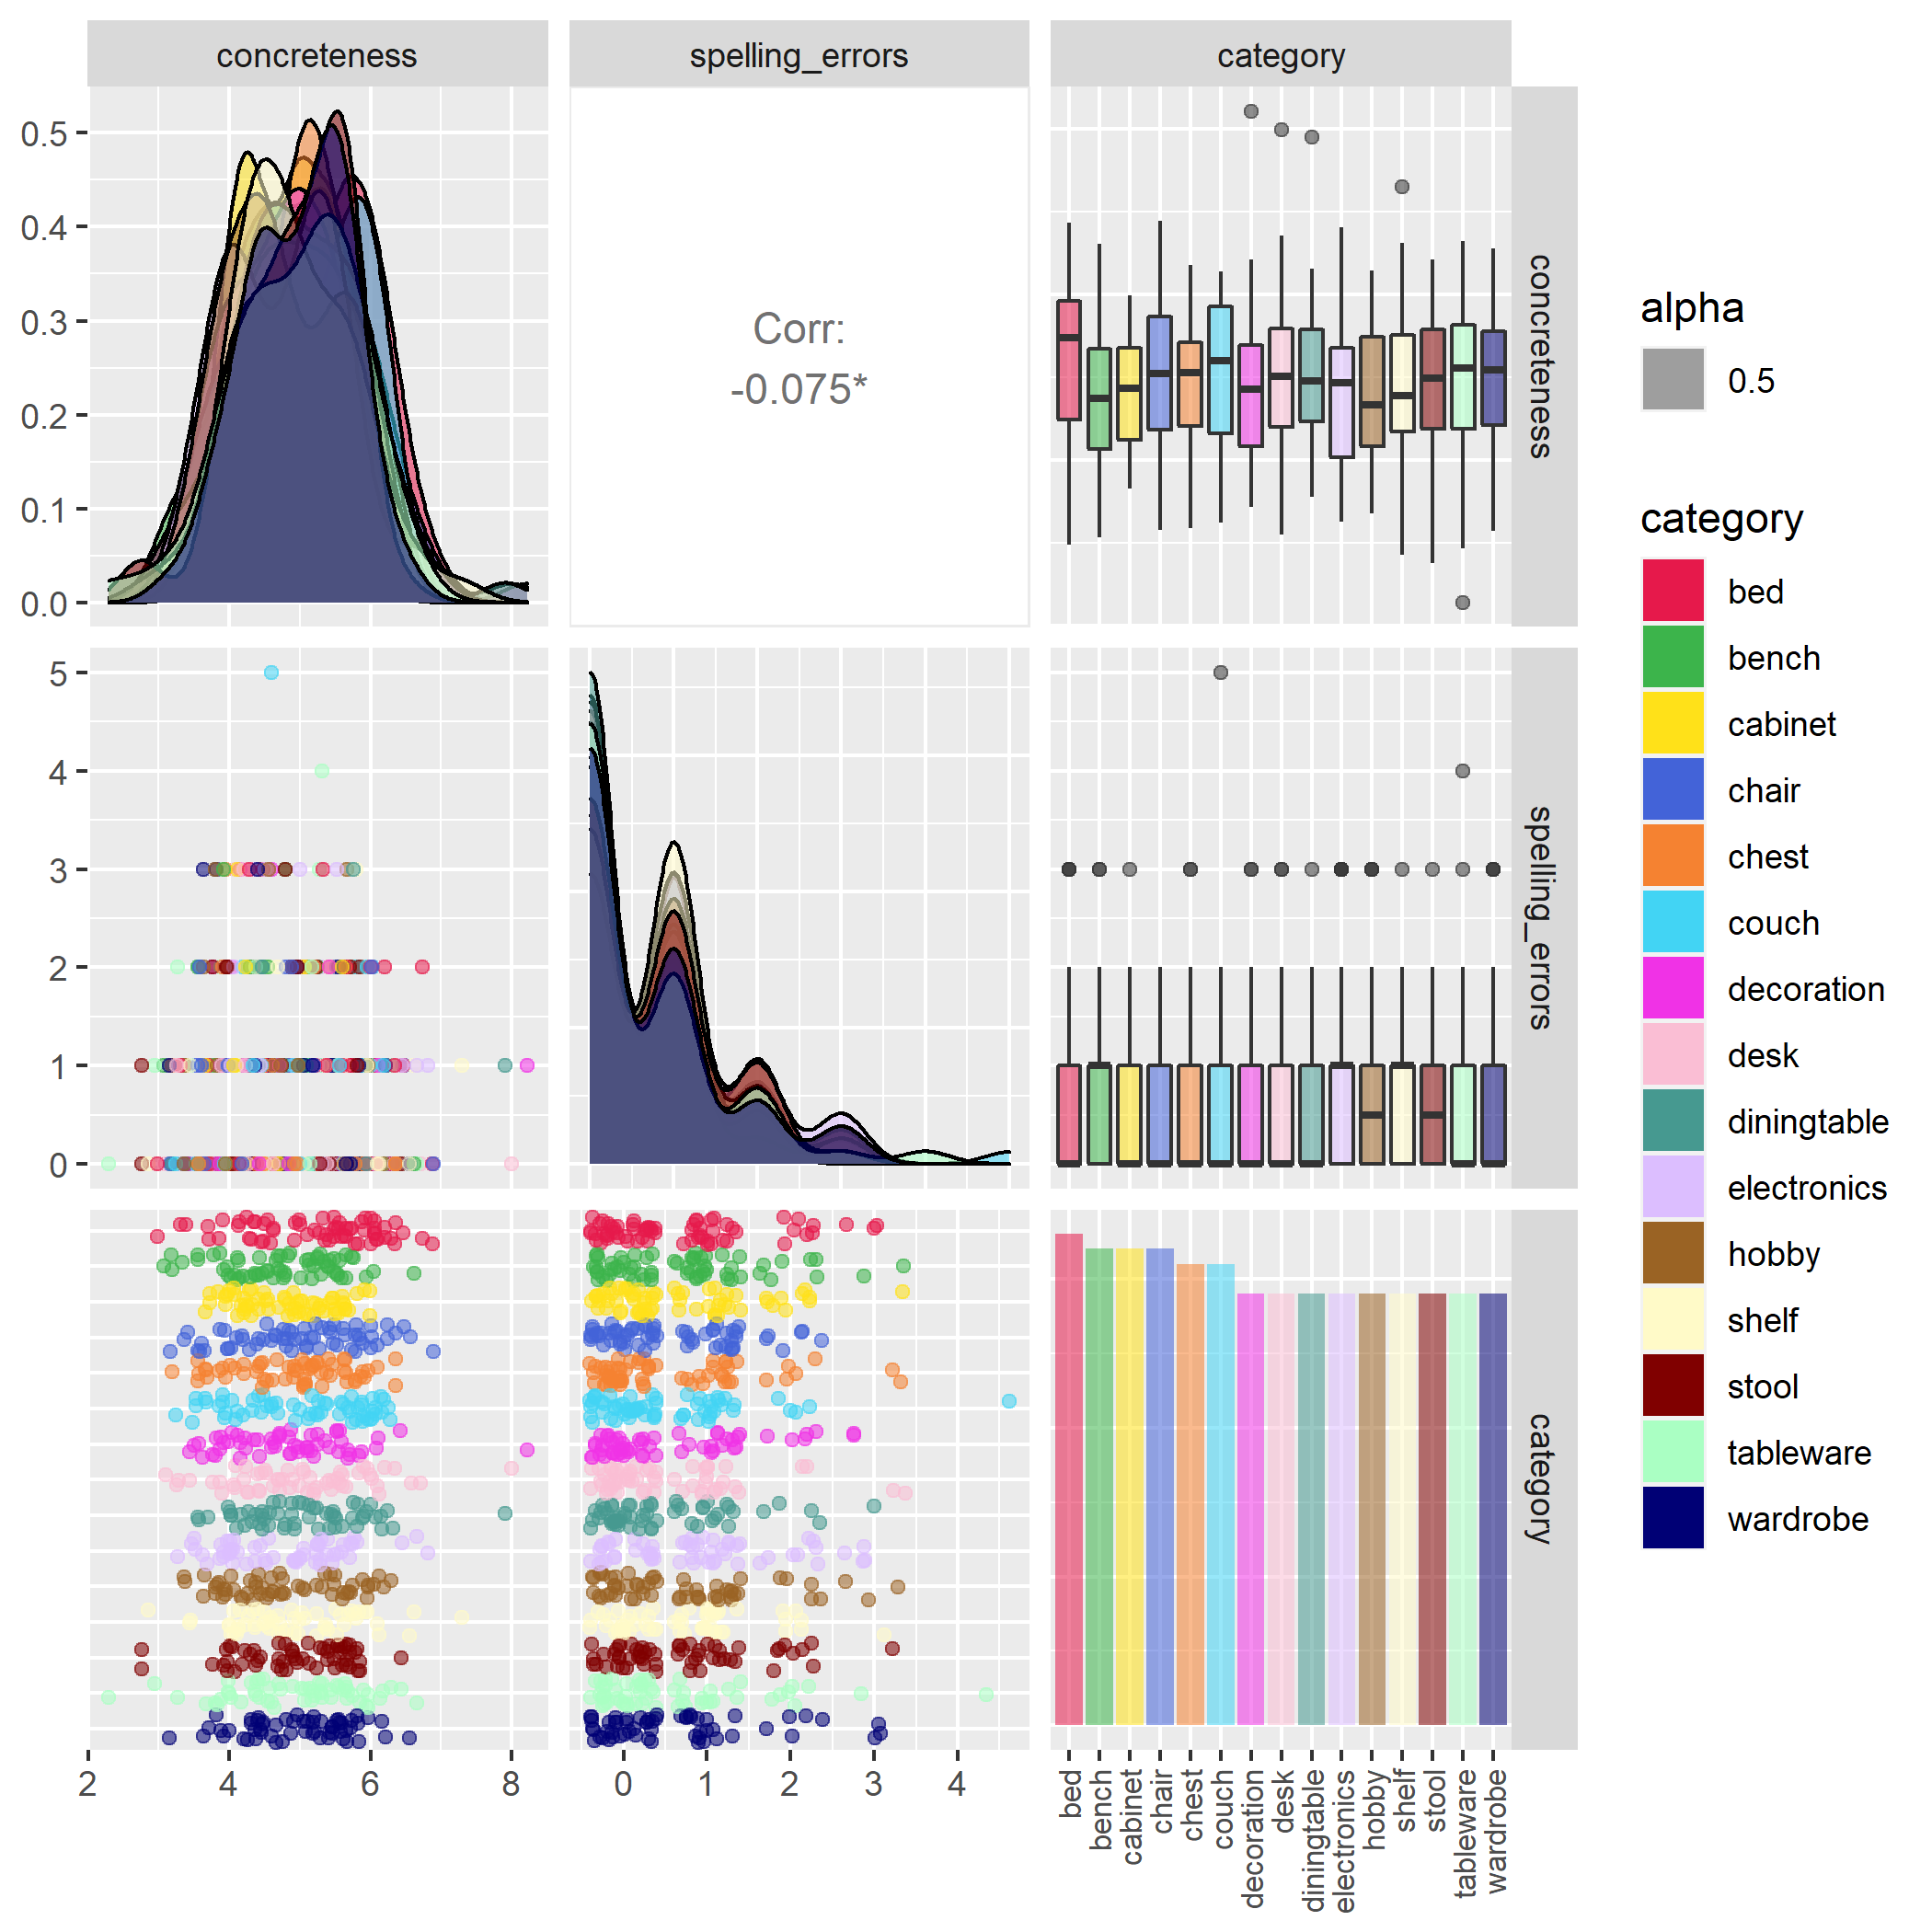 concreteness
spelling_errors
category
0.5
0.4
0.3
0.2
0.1
0.0
Corr:
-0.075*
concreteness
5
4
3
2
1
0
spelling_errors
category
2
4
6
8
0
1
2
3
4
bed
bench
cabinet
chair
chest
couch
decoration
desk
diningtable
electronics
hobby
shelf
stool
tableware
wardrobe
alpha
0.5
category
bed
bench
cabinet
chair
chest
couch
decoration
desk
diningtable
electronics
hobby
shelf
stool
tableware
wardrobe